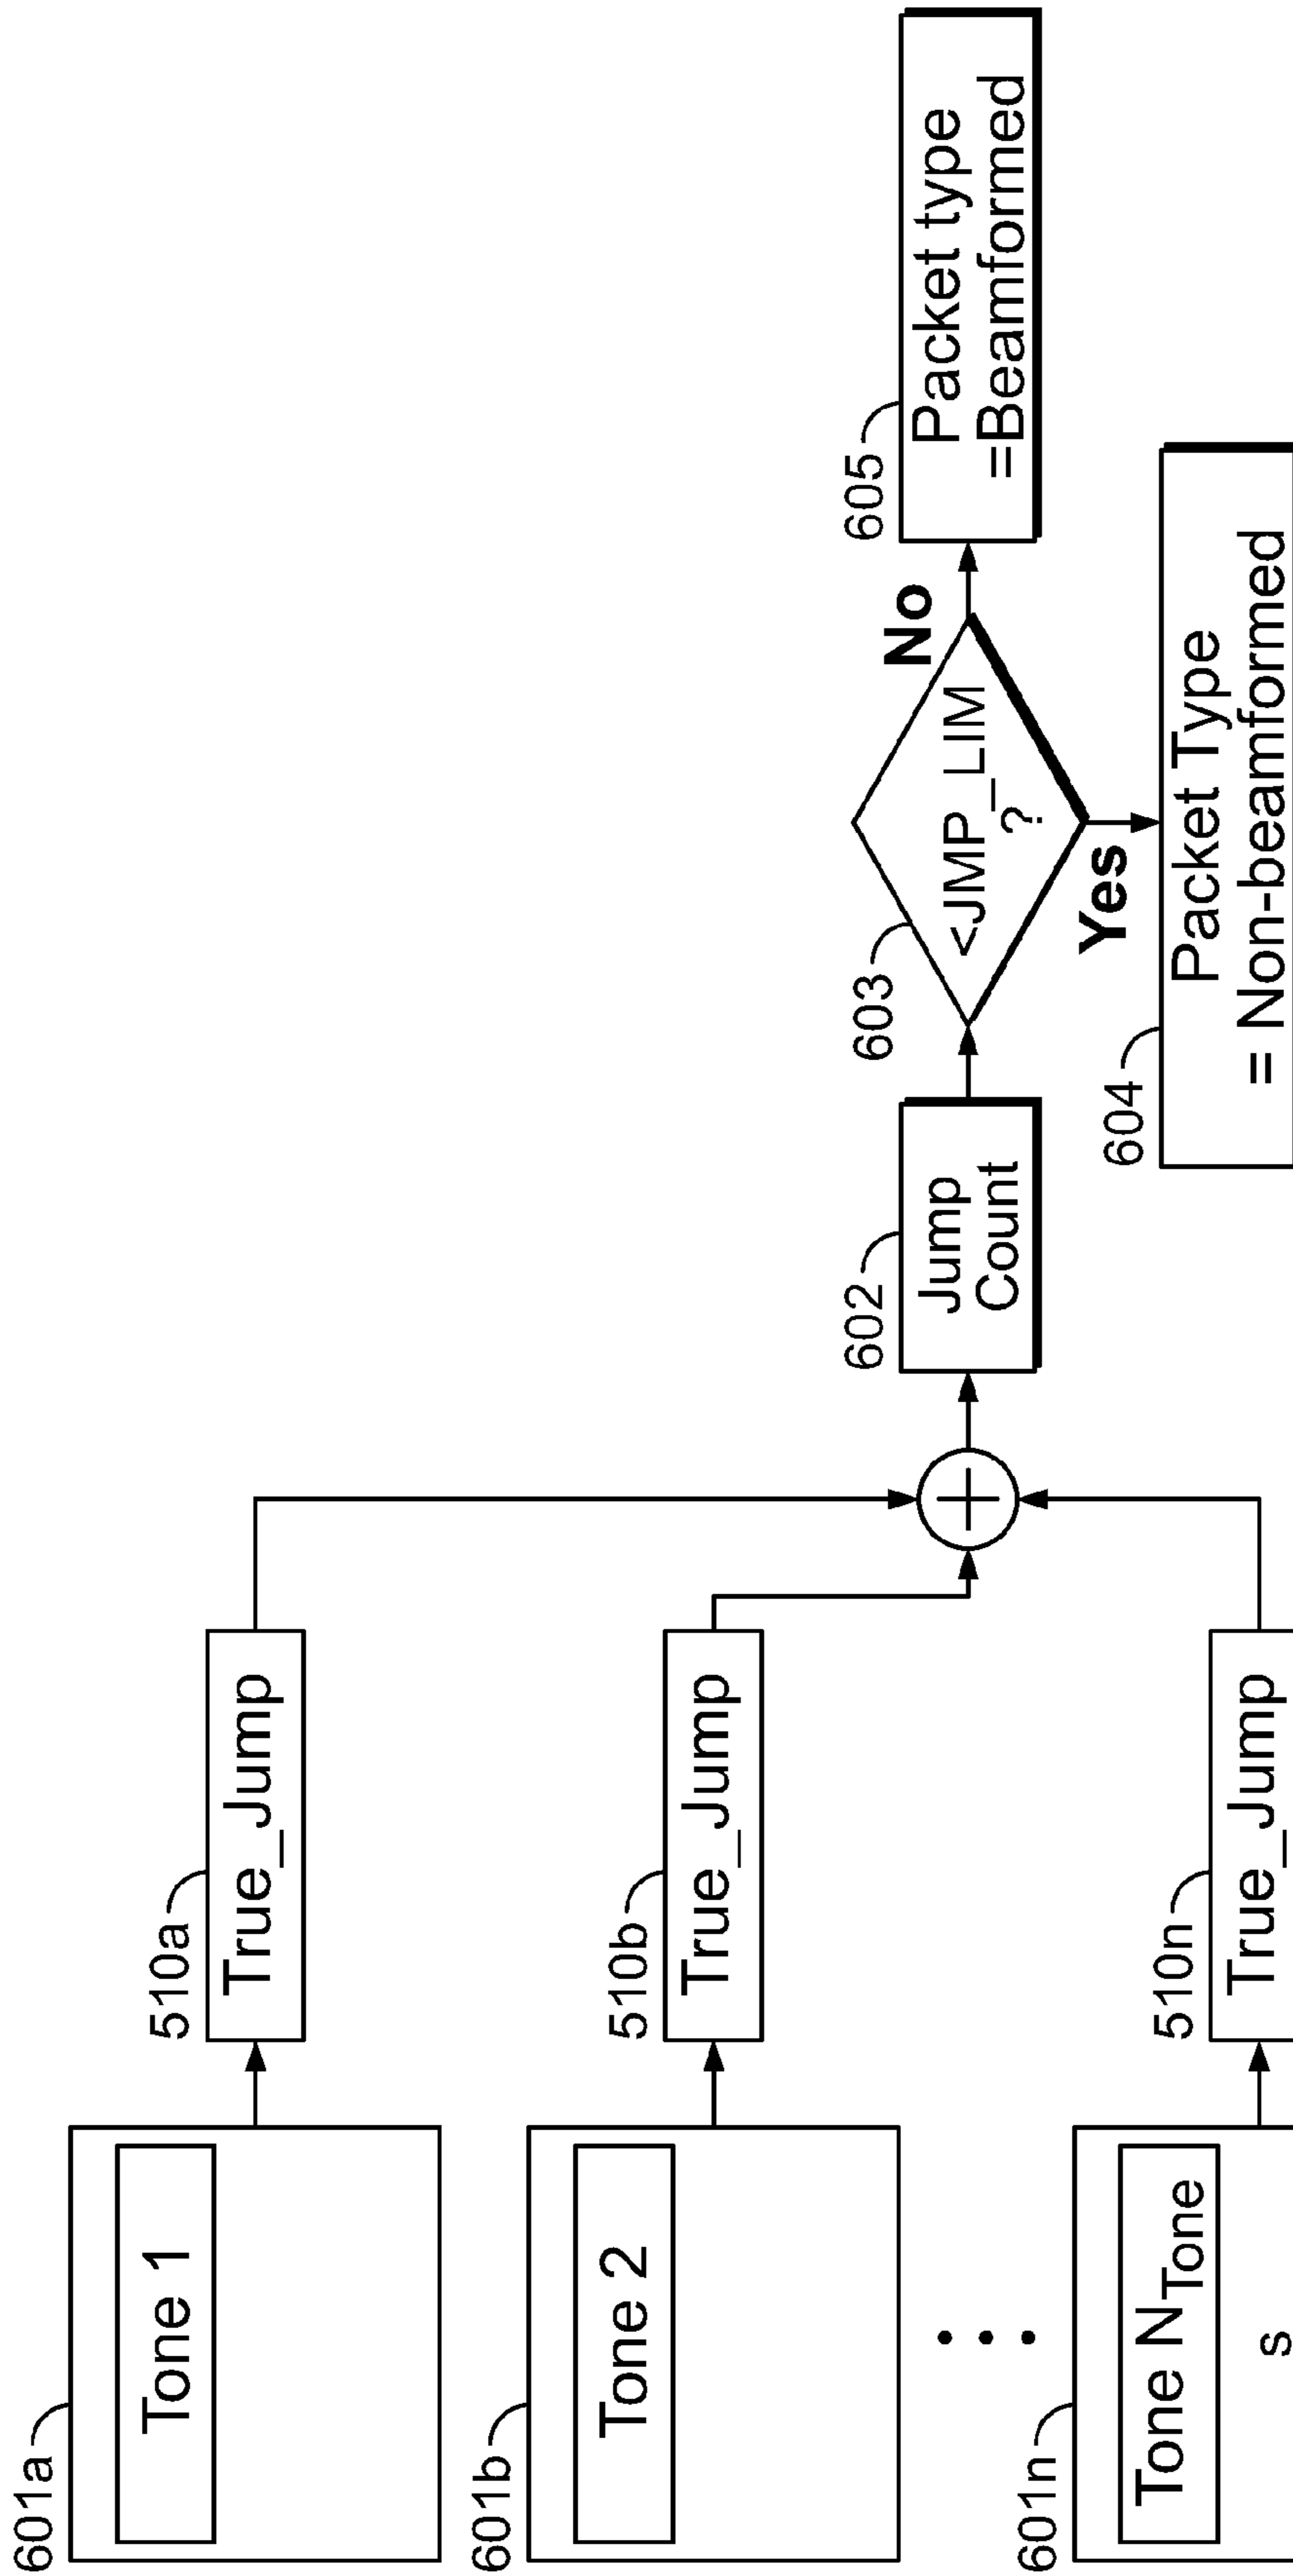 601a
Tone 1
510a
True_Jump
601b
Tone 2
510b
True_Jump
601n
Tone N_Tone
s
510n
True_Jump
602
Jump
Count
603
<JMP_LIM
?
No
Yes
605
Packet type
=Beamformed
604
Packet Type
= Non-beamformed